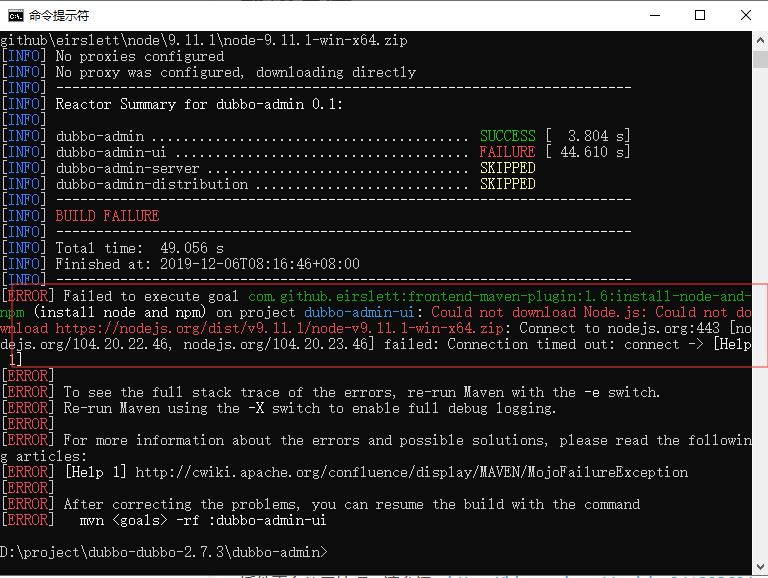 命令提示符
github\eirslett\node\9.11.1\node-9.11.1-win-x64.zip
[INFO] No proxies configured
[INFO] No proxy was configured, downloading directly
[INFO] ------------------------------------------------------------------------
[INFO] Reactor Summary for dubbo-admin 0.1:
[INFO]
[INFO] dubbo-admin ........................................ SUCCESS [  3.804 s]
[INFO] dubbo-admin-ui ..................................... FAILURE [ 44.610 s]
[INFO] dubbo-admin-server ................................. SKIPPED
[INFO] dubbo-admin-distribution ........................... SKIPPED
[INFO] ------------------------------------------------------------------------
[INFO] BUILD FAILURE
[INFO] ------------------------------------------------------------------------
[INFO] Total time:  49.056 s
[INFO] Finished at: 2019-12-06T08:16:46+08:00
[INFO] ------------------------------------------------------------------------
[ERROR] Failed to execute goal com.github.eirslett:frontend-maven-plugin:1.6:install-node-and-
npm (install node and npm) on project dubbo-admin-ui: Could not download Node.js: Could not do
wnload https://nodejs.org/dist/v9.11.1/node-v9.11.1-win-x64.zip: Connect to nodejs.org:443 [no
dejs.org/104.20.22.46, nodejs.org/104.20.23.46] failed: Connection timed out: connect -> [Help
 1]
[ERROR]
[ERROR] To see the full stack trace of the errors, re-run Maven with the -e switch.
[ERROR] Re-run Maven using the -X switch to enable full debug logging.
[ERROR]
[ERROR] For more information about the errors and possible solutions, please read the followin
g articles:
[ERROR] [Help 1] http://cwiki.apache.org/confluence/display/MAVEN/MojoFailureException
[ERROR]
[ERROR] After correcting the problems, you can resume the build with the command
[ERROR]   mvn <goals> -rf :dubbo-admin-ui
D:\project\dubbo-dubbo-2.7.3\dubbo-admin>